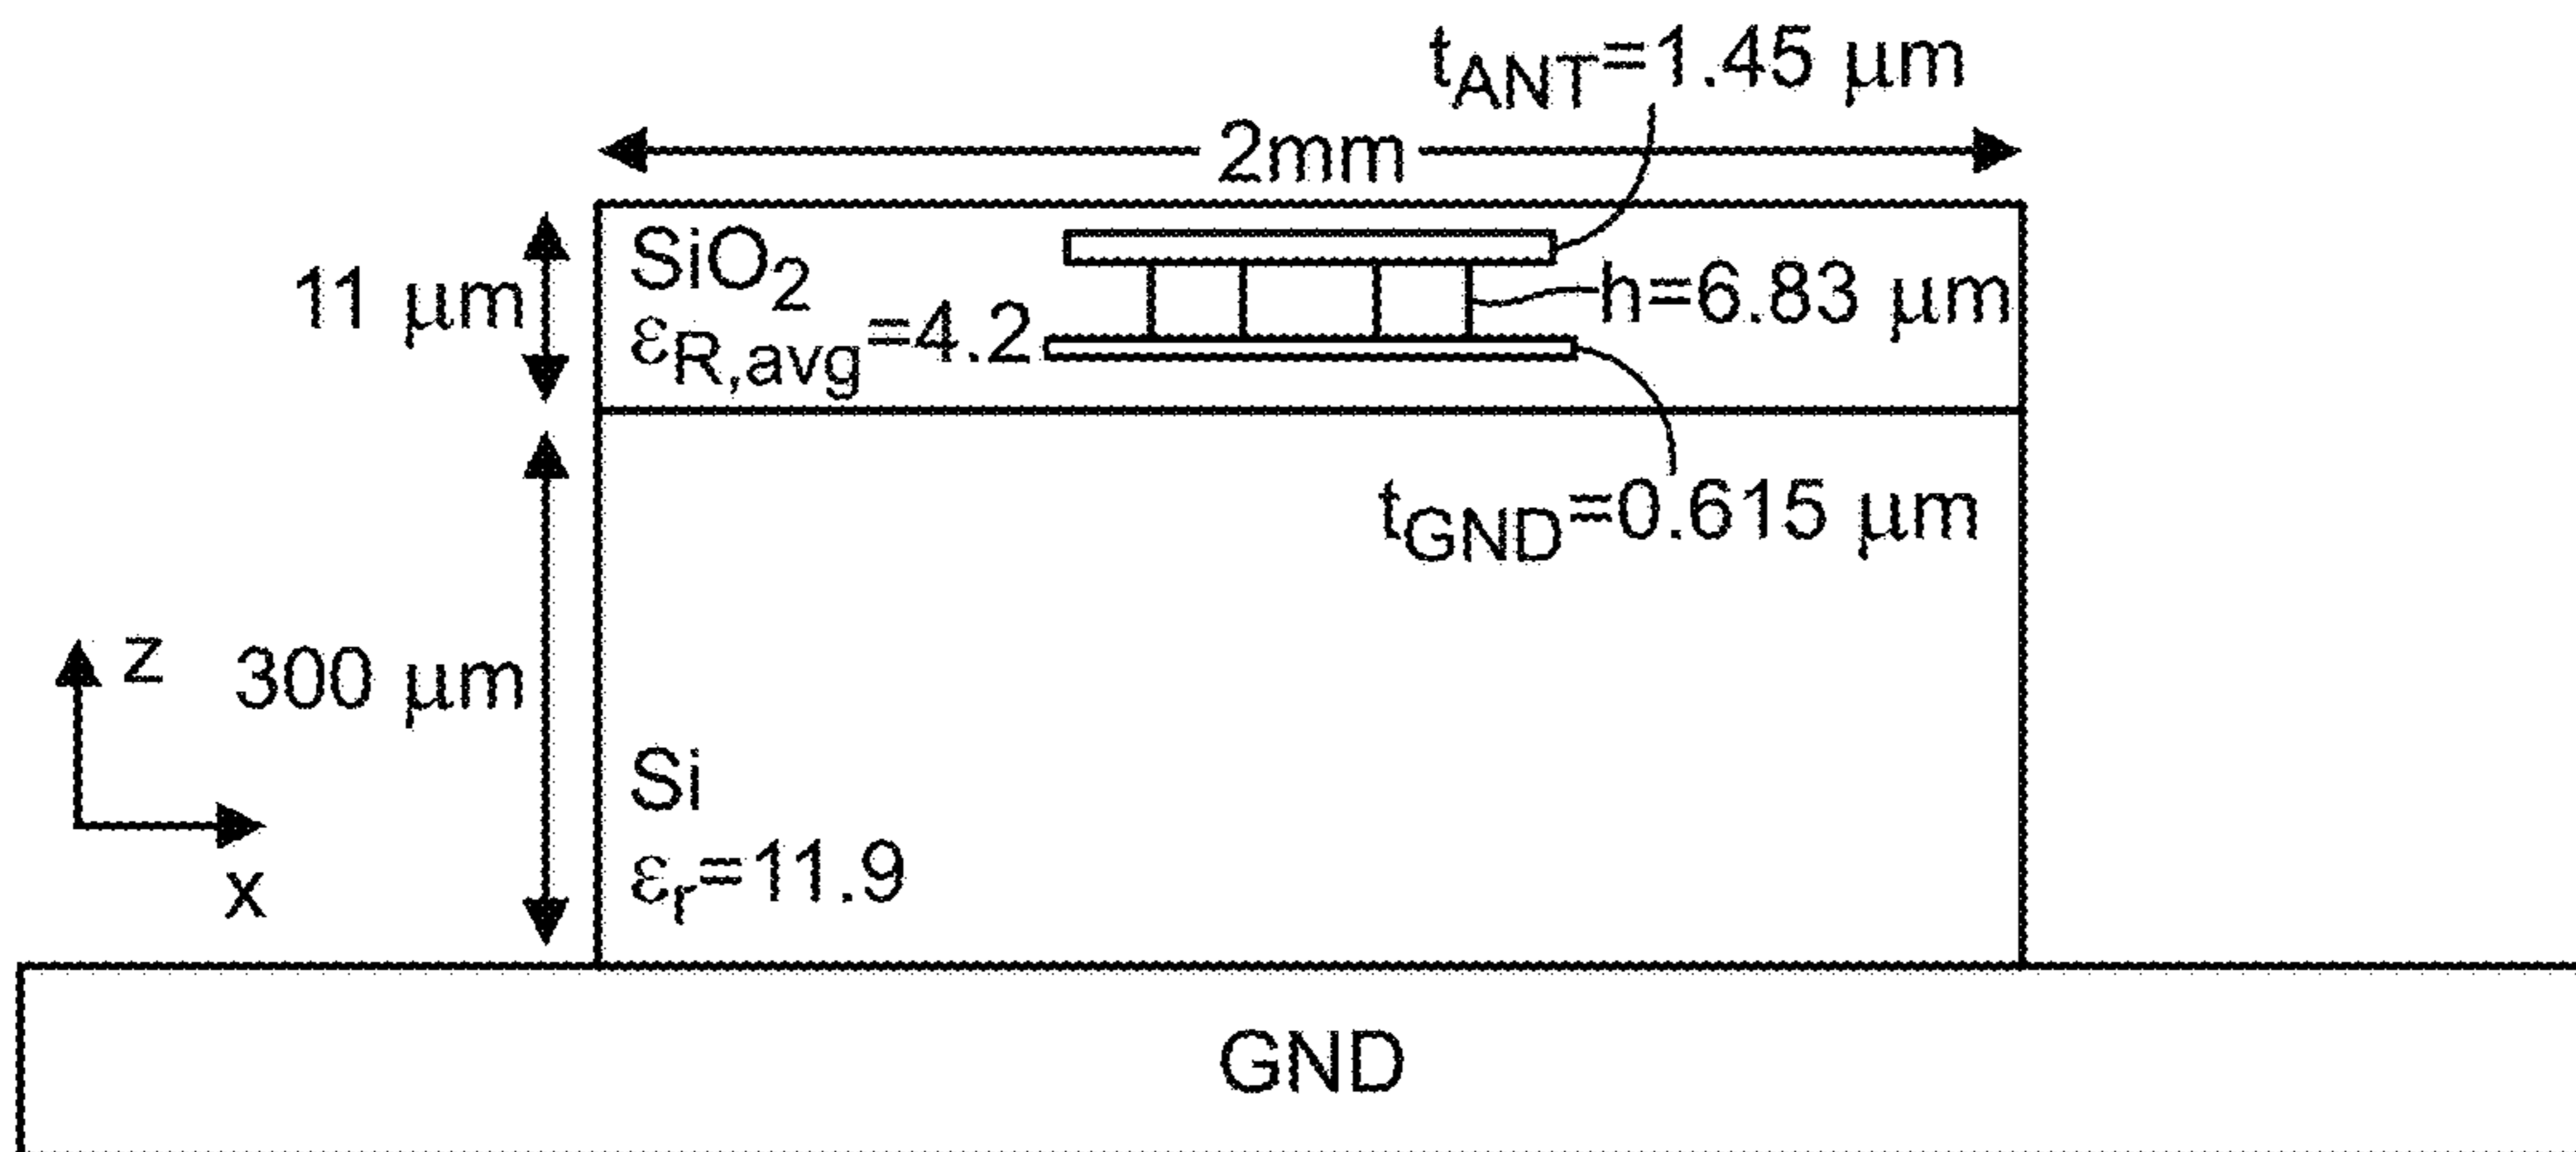 t_ANT=1.45 μm
2mm
SiO₂
11 μm
h=6.83 μm
ε_R,avg=4.2
t_GND=0.615 μm
z
300 μm
Si
x
ε_r=11.9
GND